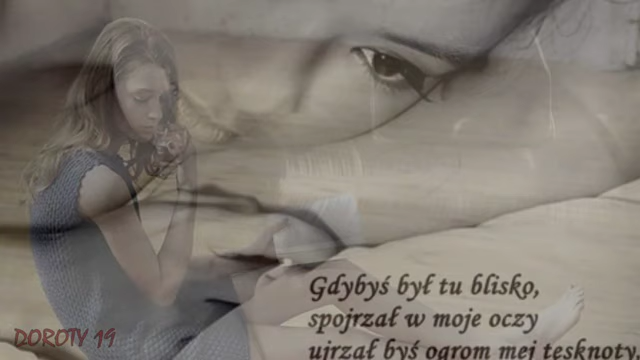 Gdybyś był tu blisko,
spojrzał w moje oczy
ujrzał byś ogrom mej tęsknoty
DOROTY 19